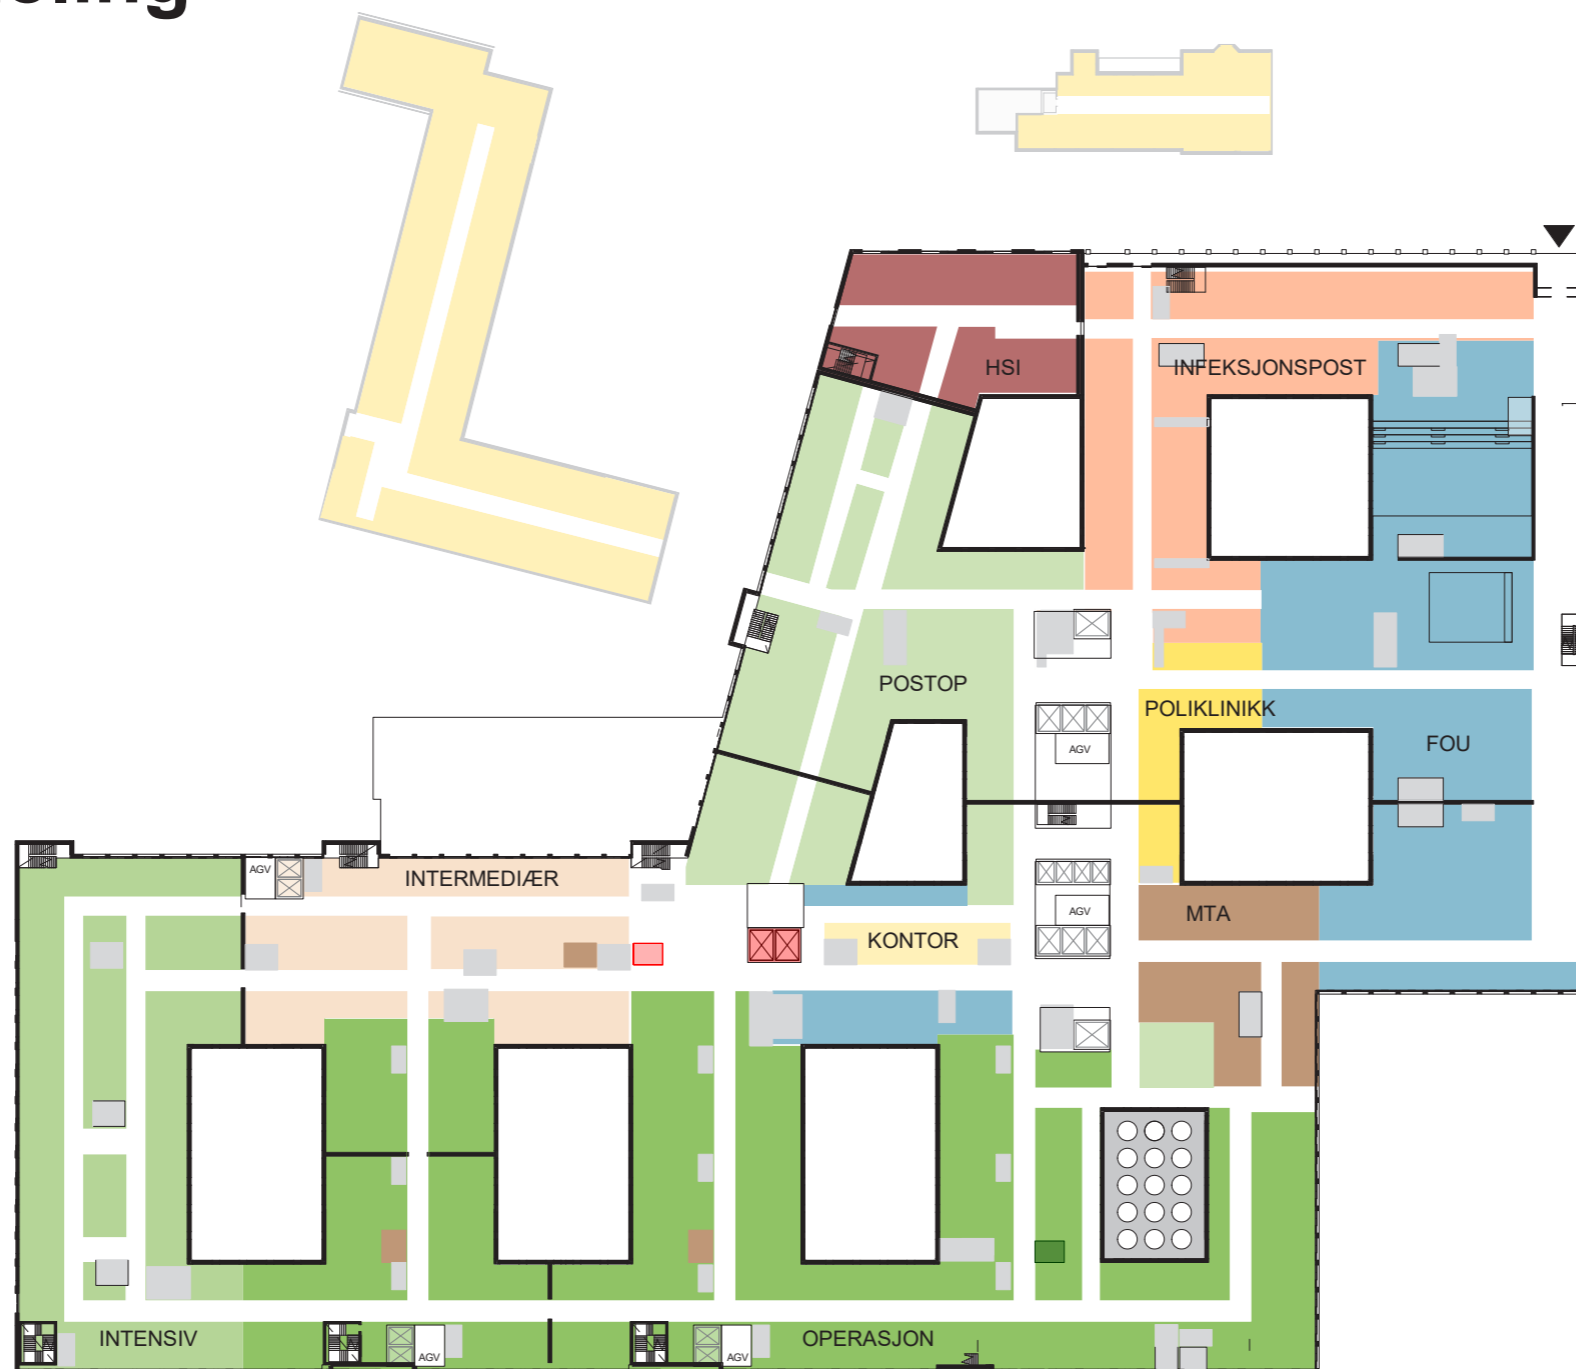 HSI
INFEKSJONSPOST
POSTOP
POLIKLINIKK
FOU
AGV
AGV
INTERMEDIÆR
AGV
KONTOR
MTA
INTENSIV
OPERASJON
AGV
AGV